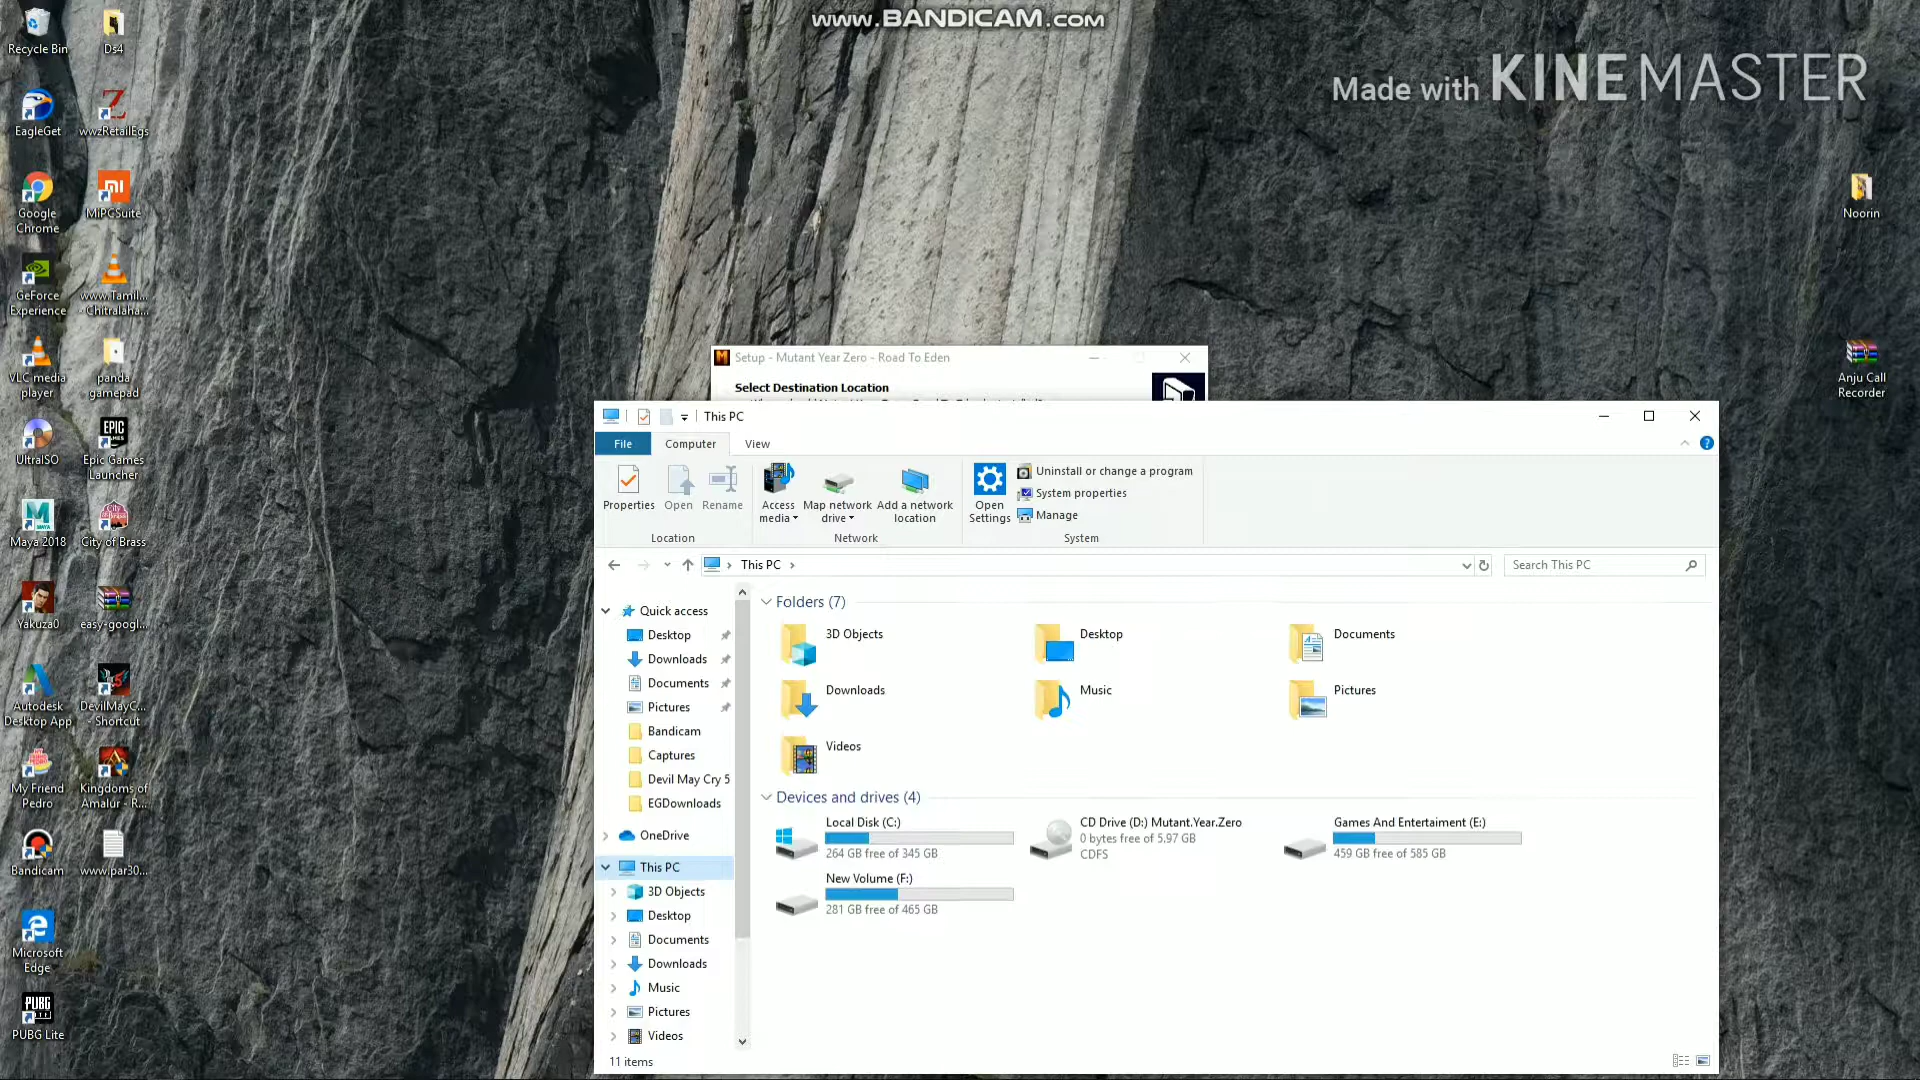 www.BANDICAM.com
Made with KINEMASTER
Recycle Bin
Ds4
EagleGet
wwzRetailEgs
Google
Chrome
MiPCSuite
GeForce
Experience
www.Tamil...
- Chitralaha...
VLC media
player
panda
gamepad
UltraISO
Epic Games
Launcher
EPIC
GAMES
Maya 2018
City of Brass
Yakuza0
easy-googl...
Autodesk
Desktop App
DevilMayC...
- Shortcut
My Friend
Pedro
Kingdoms of
Amalur - R...
Bandicam
www.par30...
Microsoft
Edge
PUBG
PUBG Lite
Noorin
Anju Call
Recorder
Setup - Mutant Year Zero - Road To Eden
Select Destination Location
This PC
File
Computer
View
Properties
Open
Rename
Access
media
Map network
drive
Add a network
location
Open
Settings
Uninstall or change a program
System properties
Manage
Location
Network
System
This PC
Search This PC
Quick access
Desktop
Downloads
Documents
Pictures
Bandicam
Captures
Devil May Cry 5
EGDownloads
OneDrive
This PC
3D Objects
Desktop
Documents
Downloads
Music
Pictures
Videos
Folders (7)
3D Objects
Desktop
Documents
Downloads
Music
Pictures
Videos
Devices and drives (4)
Local Disk (C:)
264 GB free of 345 GB
CD Drive (D:) Mutant.Year.Zero
0 bytes free of 5.97 GB
CDFS
Games And Entertaiment (E:)
459 GB free of 585 GB
New Volume (F:)
281 GB free of 465 GB
11 items